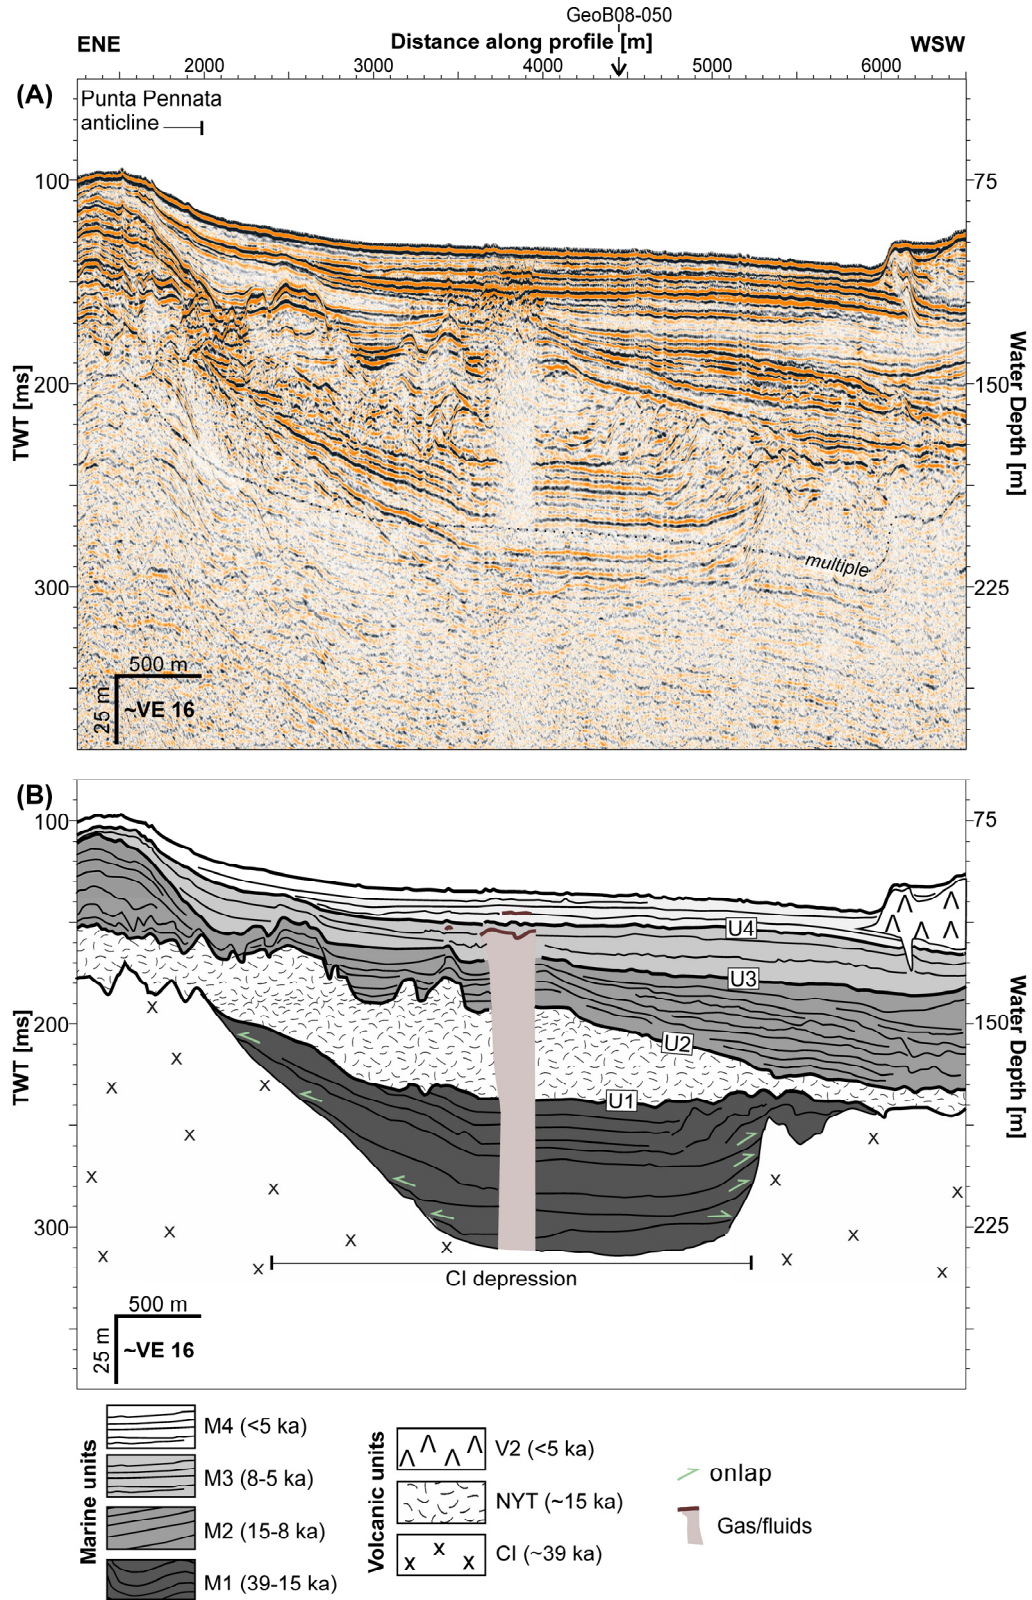 GeoB08-050
ENE
Distance along profile [m]
WSW
2000 3000 4000 5000 6000
(A)
Punta Pennata
anticline
100
75
200
150
300
225
TWT [ms]
Water Depth [m]
multiple
500 m
25 m
~VE 16
(B)
100
75
U4
U3
200
150
U2
U1
TWT [ms]
Water Depth [m]
300
225
CI depression
500 m
25 m
~VE 16
Marine units
M4 (<5 ka)
M3 (8-5 ka)
M2 (15-8 ka)
M1 (39-15 ka)
Volcanic units
V2 (<5 ka)
NYT (~15 ka)
CI (~39 ka)
onlap
Gas/fluids